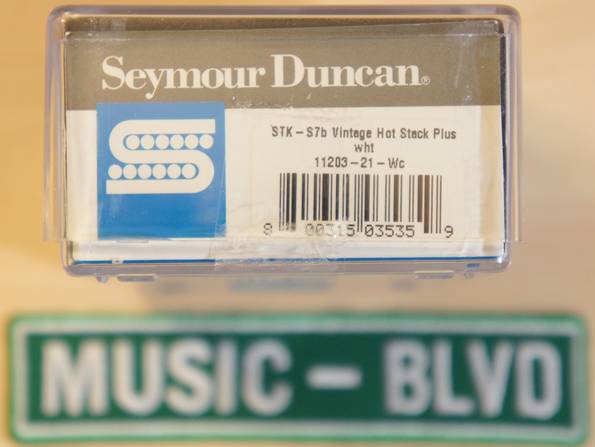 Seymour Duncan®
STK-S7b Vintage Hot Stack Plus
wht
11203-21-Wc
8 00315 03535 9
MUSIC - BLVD